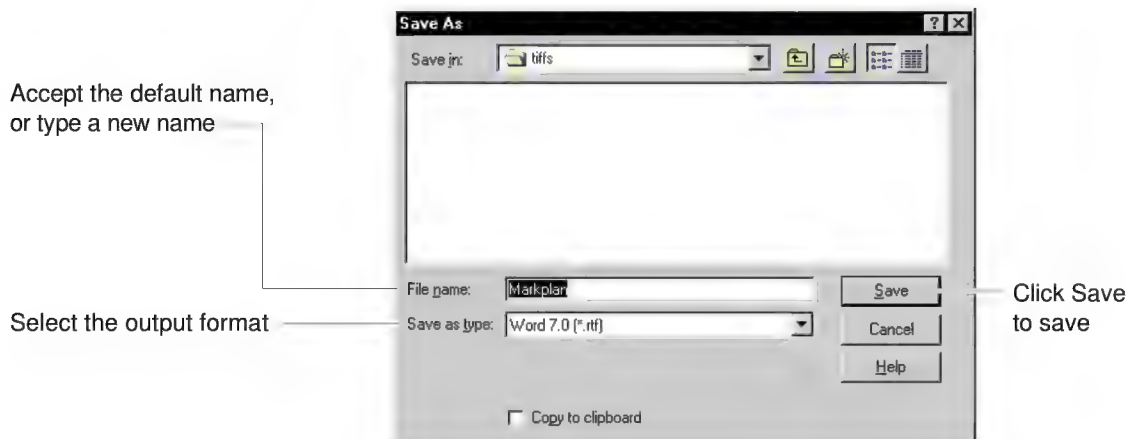 Save As
Save in:
tiffs
Accept the default name,
or type a new name
File name:
Markplan
Save
Click Save
to save
Select the output format
Save as type:
Word 7.0 (*.rtf)
Cancel
Help
Copy to clipboard